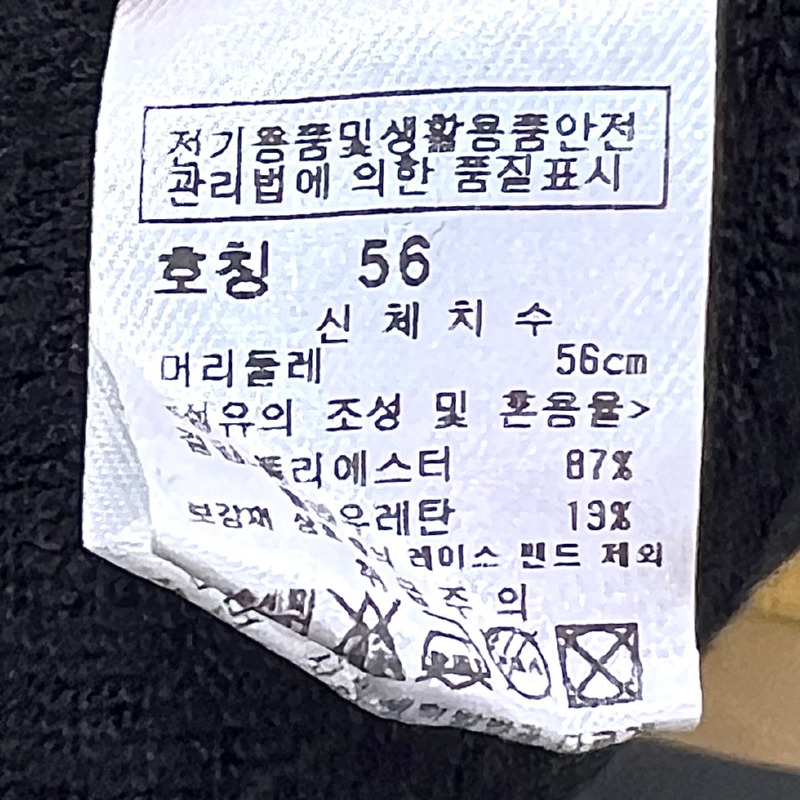 전기용품및생활용품안전
관리법에 의한 품질표시
호칭 56
신 체 치 수
머리둘레 56cm
섬유의 조성 및 혼용율>
폴리에스터 87%
우레탄 13%
레이스 밴드 제외
주 의